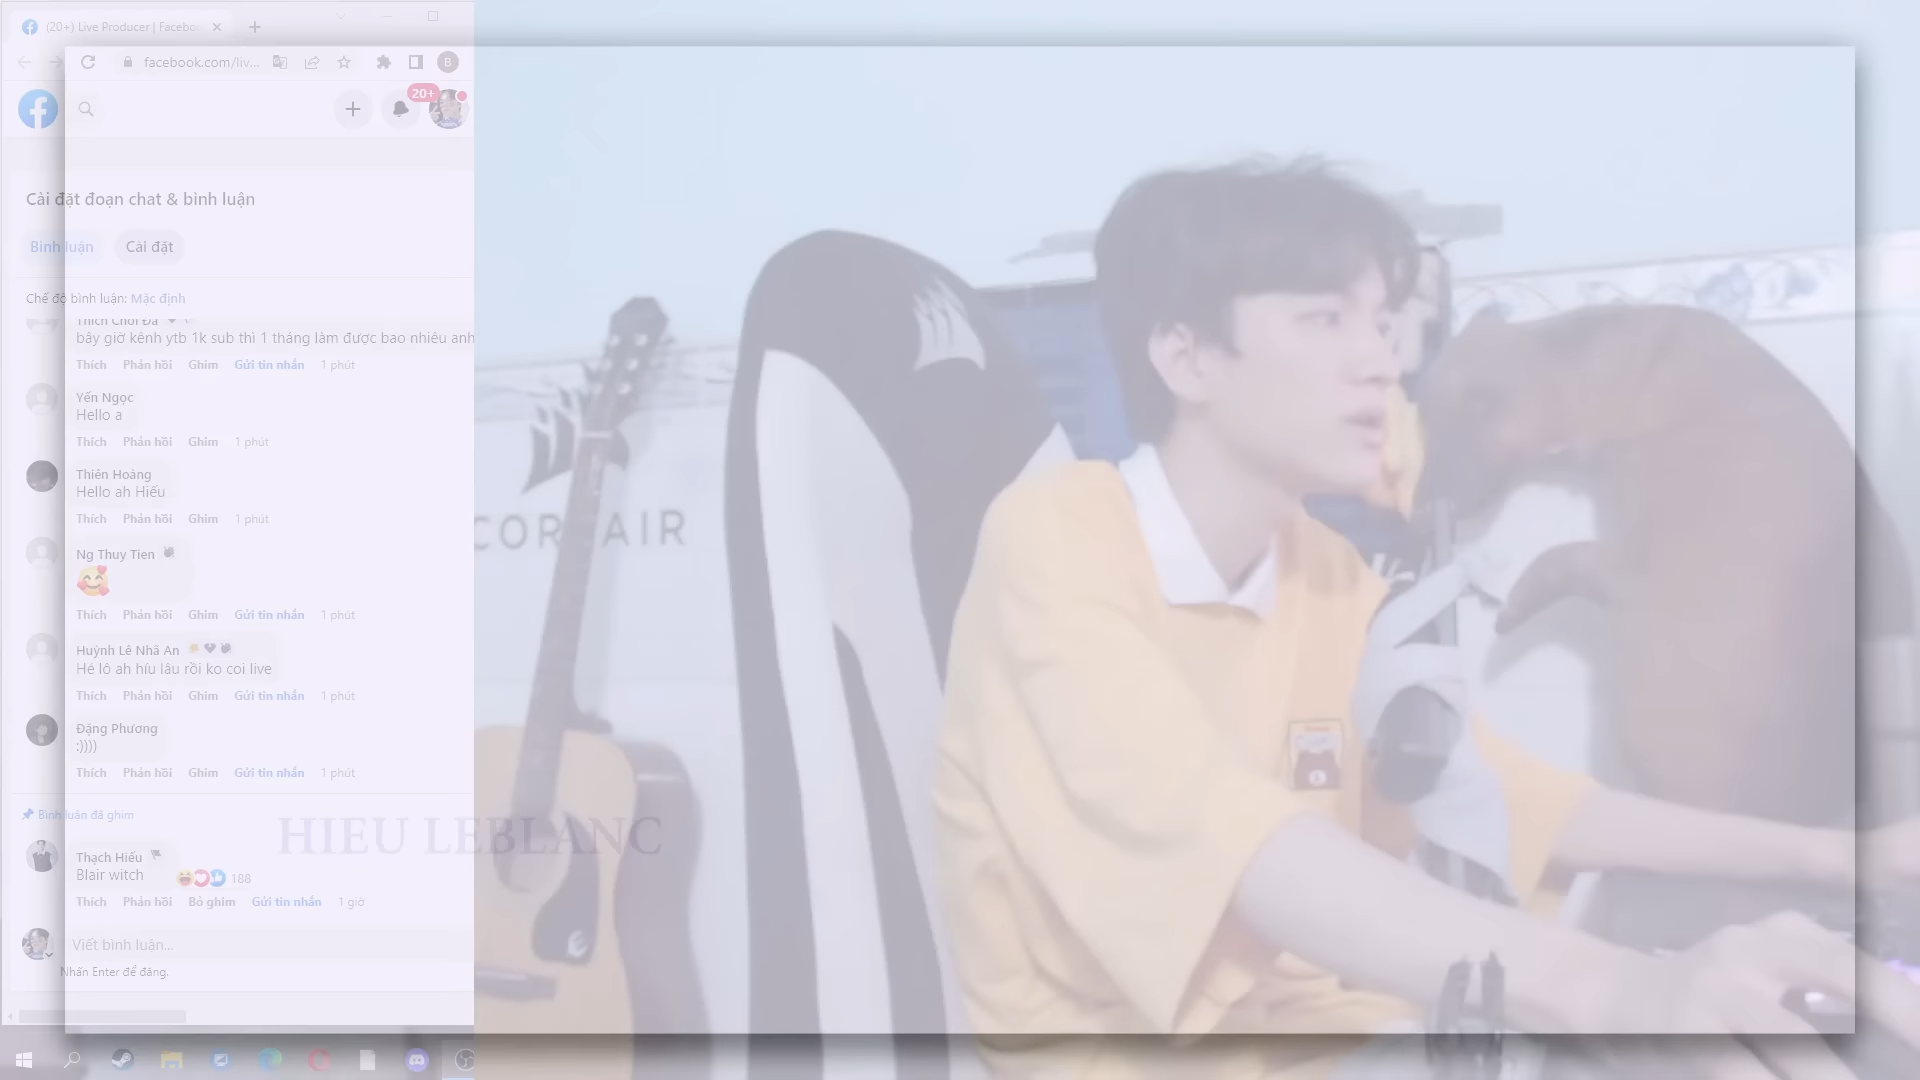 (20+) Live Producer | Faceboo
facebook.com/liv...
B
20+
Cài đặt đoạn chat & bình luận
Bình luận
Cài đặt
Chế độ bình luận: Mặc định
Thích Chơi Đá
bây giờ kênh ytb 1k sub thì 1 tháng làm được bao nhiêu anh
Thích Phản hồi Ghim Gửi tin nhắn 1 phút
Yến Ngọc
Hello a
Thích Phản hồi Ghim 1 phút
Thiên Hoàng
Hello ah Hiếu
Thích Phản hồi Ghim 1 phút
Ng Thuy Tien
🥰
Thích Phản hồi Ghim Gửi tin nhắn 1 phút
Huỳnh Lê Nhã An
Hé lô ah híu lâu rồi ko coi live
Thích Phản hồi Ghim Gửi tin nhắn 1 phút
Đặng Phương
:))))
Thích Phản hồi Ghim Gửi tin nhắn 1 phút
Bình luận đã ghim
Thạch Hiếu
Blair witch
188
Thích Phản hồi Bỏ ghim Gửi tin nhắn 1 giờ
Viết bình luận...
Nhấn Enter để đăng.
HIEU LEBLANC
CORSAIR